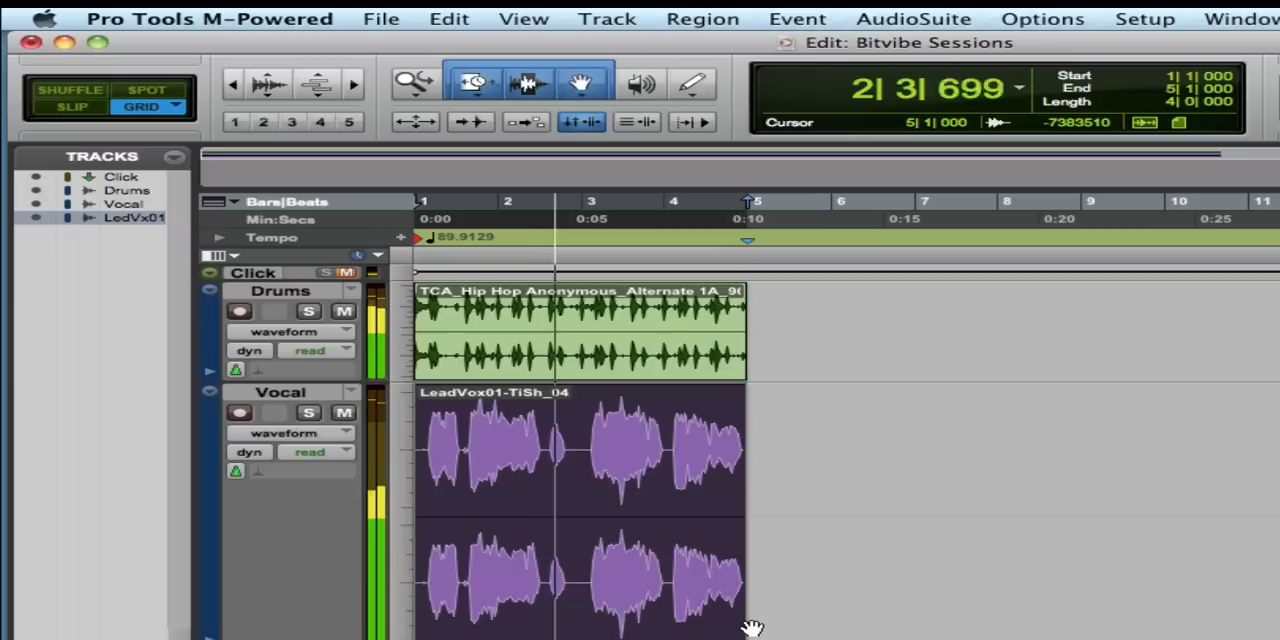 Pro Tools M-Powered File Edit View Track Region Event AudioSuite Options Setup Window
Edit: Bitvibe Sessions
SHUFFLE SPOT
SLIP GRID
1 2 3 4 5
2| 3| 699
Start 1| 1| 000
End 5| 1| 000
Length 4| 0| 000
Cursor 5| 1| 000 -7383510
TRACKS
Click
Drums
Vocal
LedVx01
Bars|Beats 1 2 3 4 5 6 7 8 9 10 11
Min:Secs 0:00 0:05 0:10 0:15 0:20 0:25
Tempo + 89.9129
Click S M
Drums
S M
waveform
dyn read
TCA_Hip Hop Anonymous_Alternate 1A_90
Vocal
S M
waveform
dyn read
LeadVox01-TiSh_04